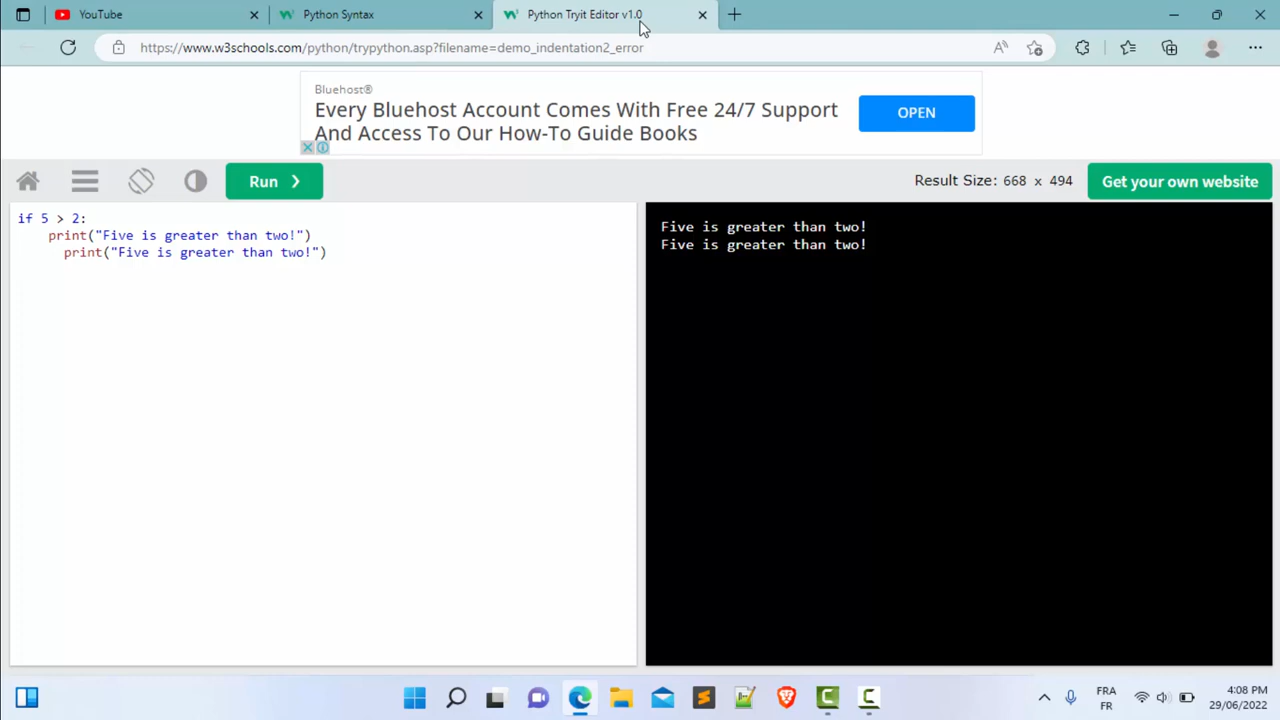 YouTube
Python Syntax
Python Tryit Editor v1.0
https://www.w3schools.com/python/trypython.asp?filename=demo_indentation2_error
Bluehost®
Every Bluehost Account Comes With Free 24/7 Support
And Access To Our How-To Guide Books
OPEN
Run ❯
Result Size: 668 x 494
Get your own website
if 5 > 2:
    print("Five is greater than two!")
      print("Five is greater than two!")
Five is greater than two!
Five is greater than two!
FRA
FR
4:08 PM
29/06/2022